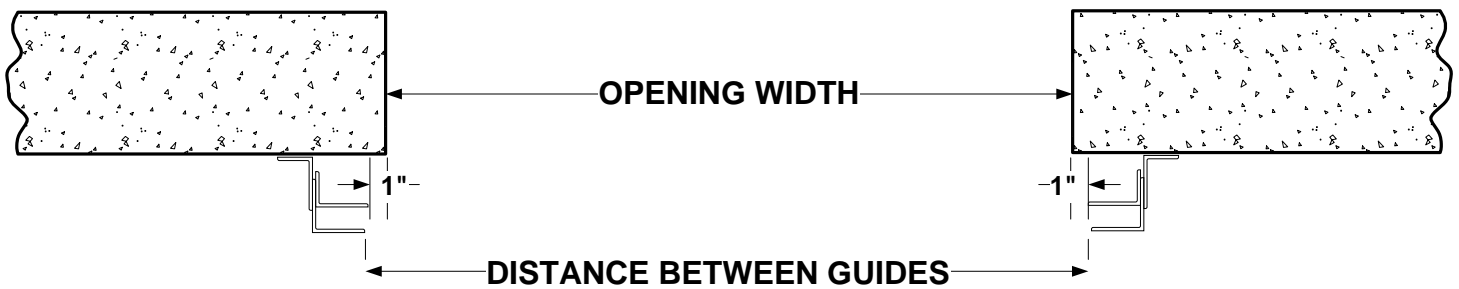 OPENING WIDTH
1" 1"
DISTANCE BETWEEN GUIDES